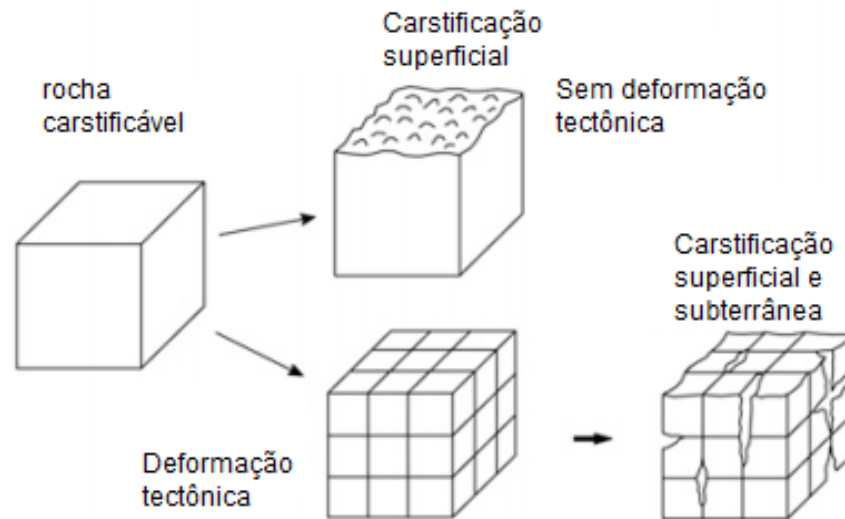 Carstificação
superficial
rocha
carstificável
Sem deformação
tectônica
Carstificação
superficial e
subterrânea
Deformação
tectônica